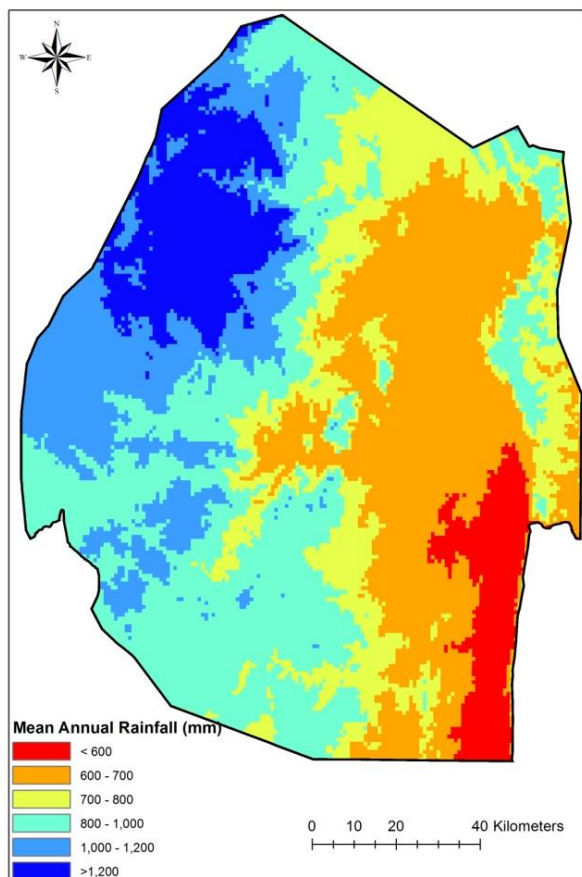 N
W E
S
Mean Annual Rainfall (mm)
< 600
600 - 700
700 - 800
800 - 1,000
1,000 - 1,200
>1,200
0 10 20 40 Kilometers